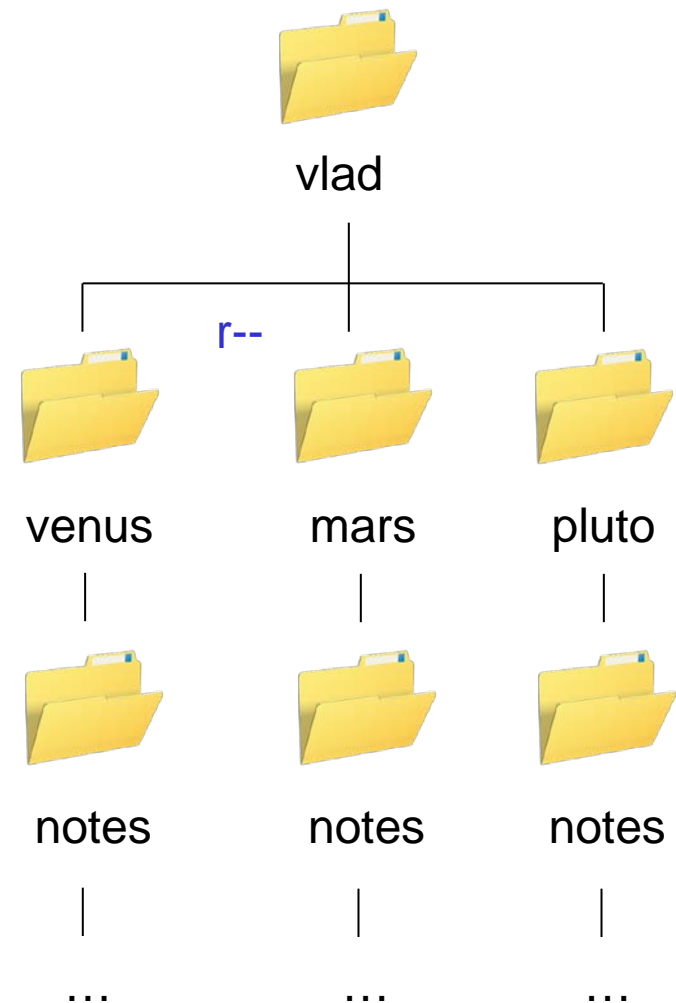 vlad
r--
venus mars pluto
notes notes notes
... ... ...